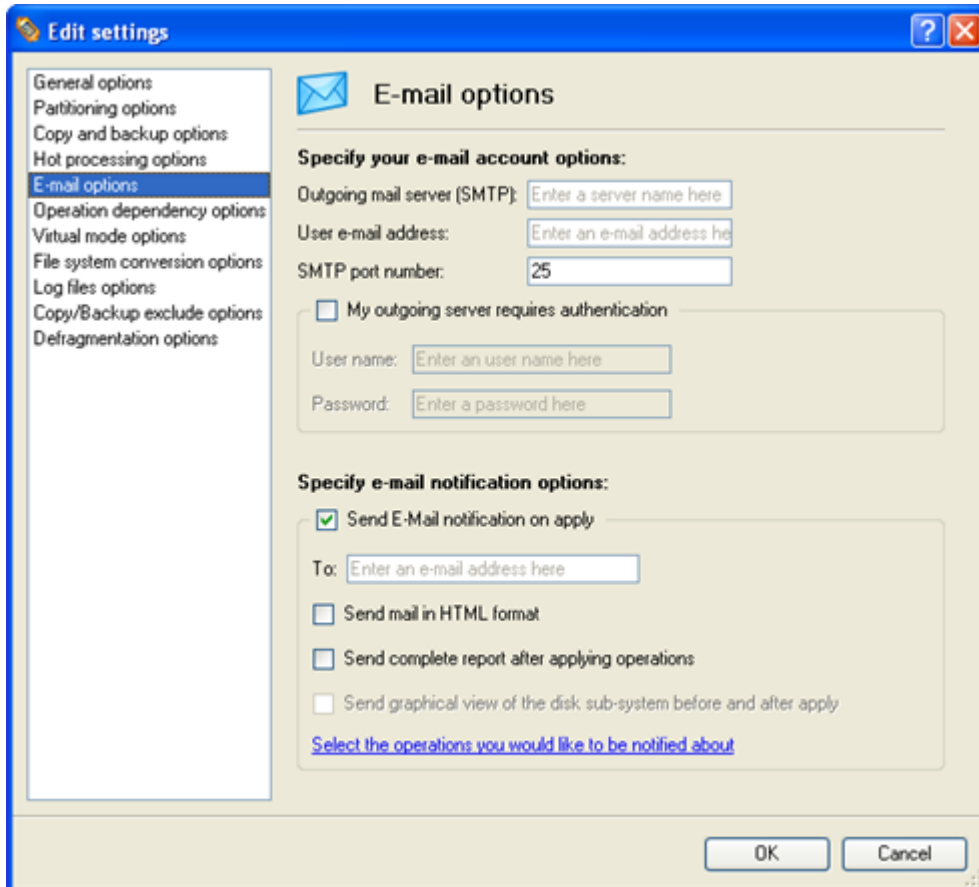 Edit settings
General options
Partitioning options
Copy and backup options
Hot processing options
E-mail options
Operation dependency options
Virtual mode options
File system conversion options
Log files options
Copy/Backup exclude options
Defragmentation options
E-mail options
Specify your e-mail account options:
Outgoing mail server (SMTP): Enter a server name here
User e-mail address: Enter an e-mail address he
SMTP port number: 25
My outgoing server requires authentication
User name: Enter an user name here
Password: Enter a password here
Specify e-mail notification options:
Send E-Mail notification on apply
To: Enter an e-mail address here
Send mail in HTML format
Send complete report after applying operations
Send graphical view of the disk sub-system before and after apply
Select the operations you would like to be notified about
OK Cancel